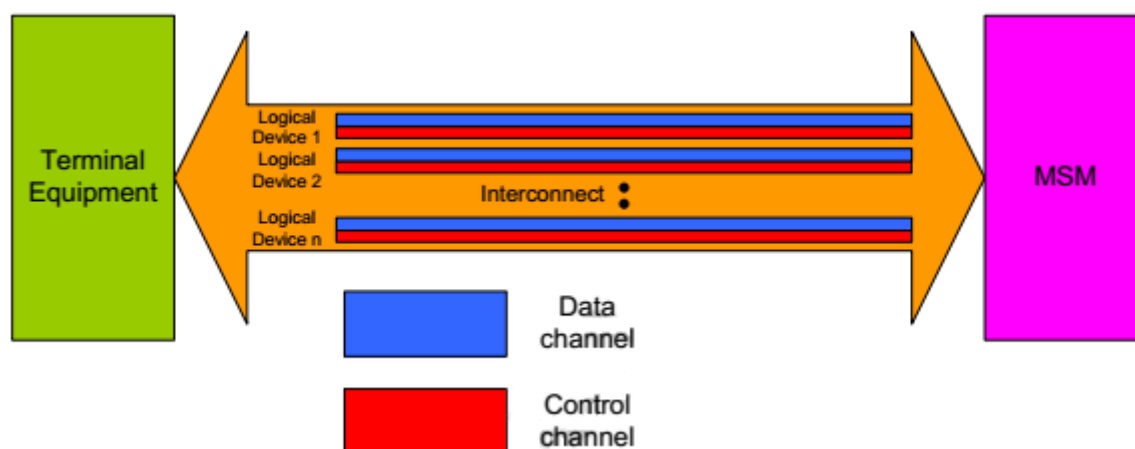 Terminal
Equipment
Logical
Device 1
Logical
Device 2
Interconnect
Logical
Device n
MSM
Data
channel
Control
channel